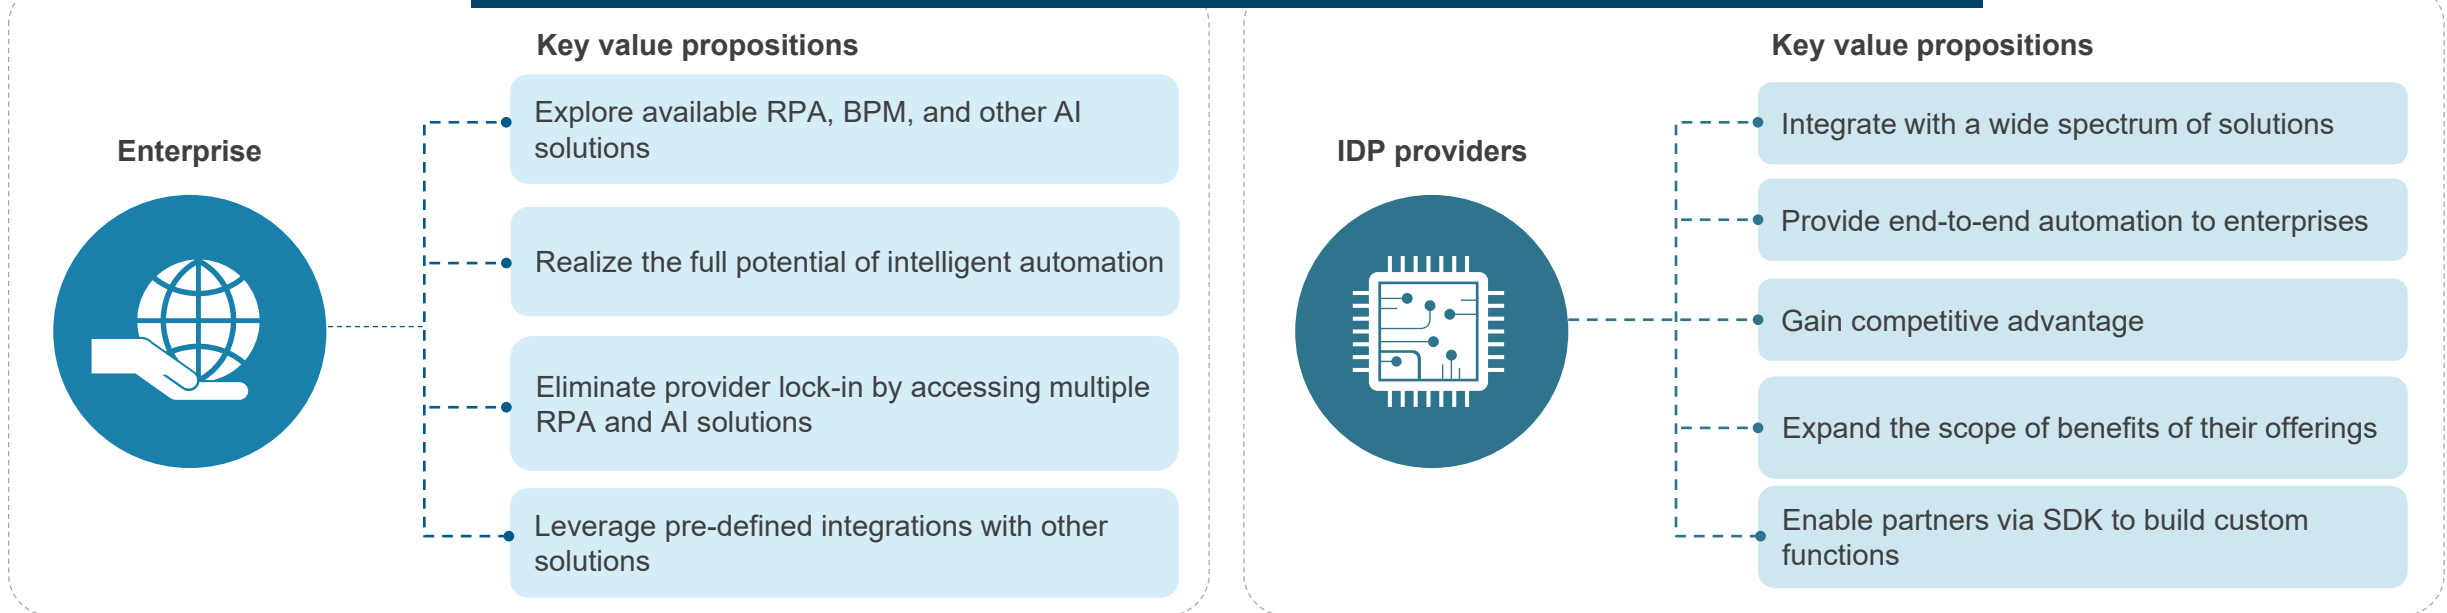 Key value propositions
Enterprise
Explore available RPA, BPM, and other AI
solutions
Realize the full potential of intelligent automation
Eliminate provider lock-in by accessing multiple
RPA and AI solutions
Leverage pre-defined integrations with other
solutions
Key value propositions
IDP providers
Integrate with a wide spectrum of solutions
Provide end-to-end automation to enterprises
Gain competitive advantage
Expand the scope of benefits of their offerings
Enable partners via SDK to build custom
functions